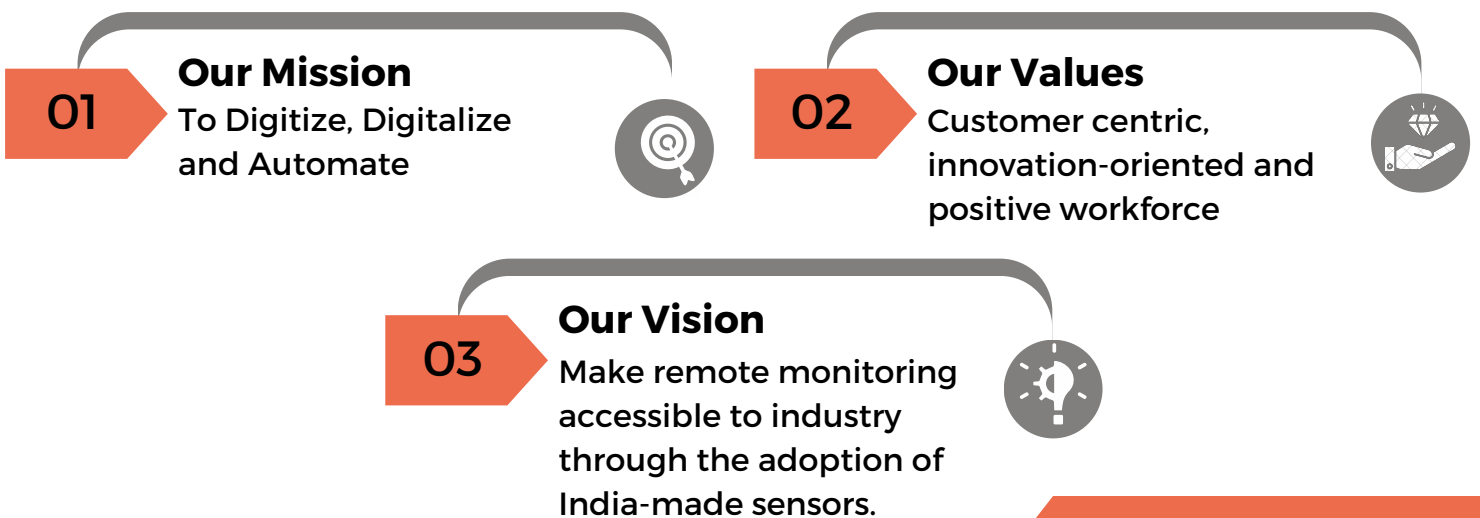 01
Our Mission
To Digitize, Digitalize
and Automate
02
Our Values
Customer centric,
innovation-oriented and
positive workforce
03
Our Vision
Make remote monitoring
accessible to industry
through the adoption of
India-made sensors.